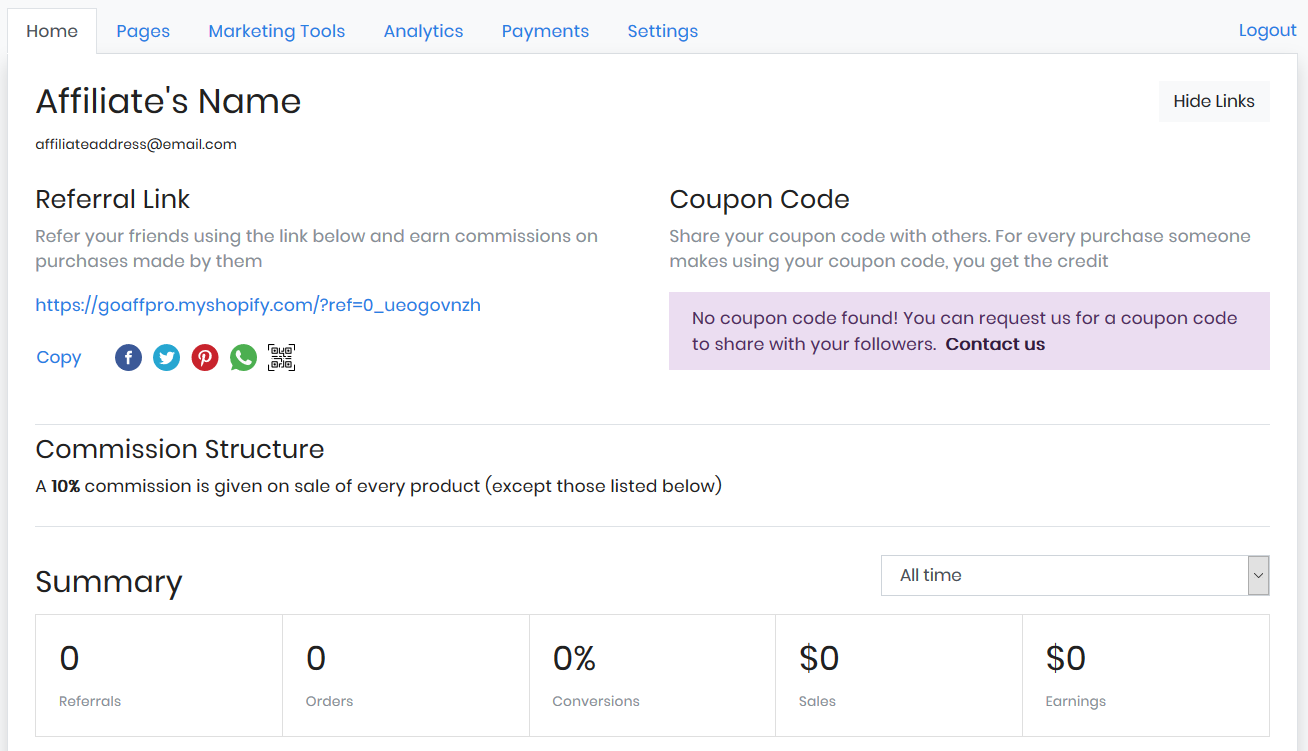 Home Pages Marketing Tools Analytics Payments Settings Logout
Affiliate's Name
Hide Links
affiliateaddress@email.com
Referral Link
Refer your friends using the link below and earn commissions on
purchases made by them
https://goaffpro.myshopify.com/?ref=0_ueogovnzh
Copy
Coupon Code
Share your coupon code with others. For every purchase someone
makes using your coupon code, you get the credit
No coupon code found! You can request us for a coupon code
to share with your followers. Contact us
Commission Structure
A 10% commission is given on sale of every product (except those listed below)
Summary
All time
0
Referrals
0
Orders
0%
Conversions
$0
Sales
$0
Earnings